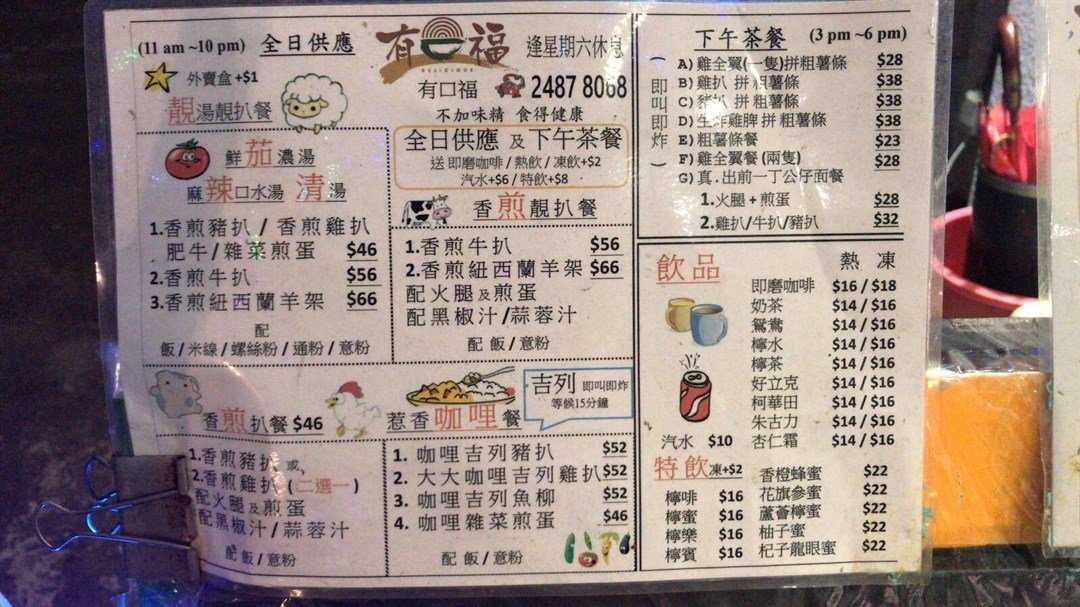 (11 am ~10 pm) 全日供應
外賣盒 +$1
靚湯靚扒餐
有口福
DELICIOUS
逢星期六休息
有口福 2487 8068
不加味精 食得健康
全日供應 及 下午茶餐
送 即磨咖啡 / 熱飲 / 凍飲+$2
汽水+$6 / 特飲+$8
鮮茄濃湯
麻辣口水湯 清湯
1.香煎豬扒 / 香煎雞扒
肥牛/雜菜煎蛋 $46
2.香煎牛扒 $56
3.香煎紐西蘭羊架 $66
配
飯/米線/螺絲粉/通粉/意粉
香煎靚扒餐
1.香煎牛扒 $56
2.香煎紐西蘭羊架 $66
配火腿及煎蛋
配黑椒汁/蒜蓉汁
配 飯/意粉
香煎扒餐 $46
1.香煎豬扒 或
2.香煎雞扒 (二選一)
配火腿及煎蛋
配黑椒汁/蒜蓉汁
配 飯/意粉
惹香咖哩餐
吉列 即叫即炸
等候15分鐘
1. 咖哩吉列豬扒 $52
2. 大大咖哩吉列雞扒 $52
3. 咖哩吉列魚柳 $52
4. 咖哩雜菜煎蛋 $46
配 飯/意粉
下午茶餐 (3 pm ~6 pm)
(即叫即炸)
A) 雞全翼(一隻)拼粗薯條 $28
B) 雞扒 拼 粗薯條 $38
C) 豬扒 拼 粗薯條 $38
D) 生炸雞脾 拼 粗薯條 $38
E) 粗薯條餐 $23
F) 雞全翼餐 (兩隻) $28
G) 真.出前一丁公仔面餐
1.火腿+煎蛋 $28
2.雞扒/牛扒/豬扒 $32
飲品 熱 凍
即磨咖啡 $16 / $18
奶茶 $14 / $16
鴛鴦 $14 / $16
檸水 $14 / $16
檸茶 $14 / $16
好立克 $14 / $16
柯華田 $14 / $16
朱古力 $14 / $16
杏仁霜 $14 / $16
汽水 $10
特飲 凍+$2
檸啡 $16
檸蜜 $16
檸樂 $16
檸賓 $16
香橙蜂蜜 $22
花旗參蜜 $22
蘆薈檸蜜 $22
柚子蜜 $22
杞子龍眼蜜 $22